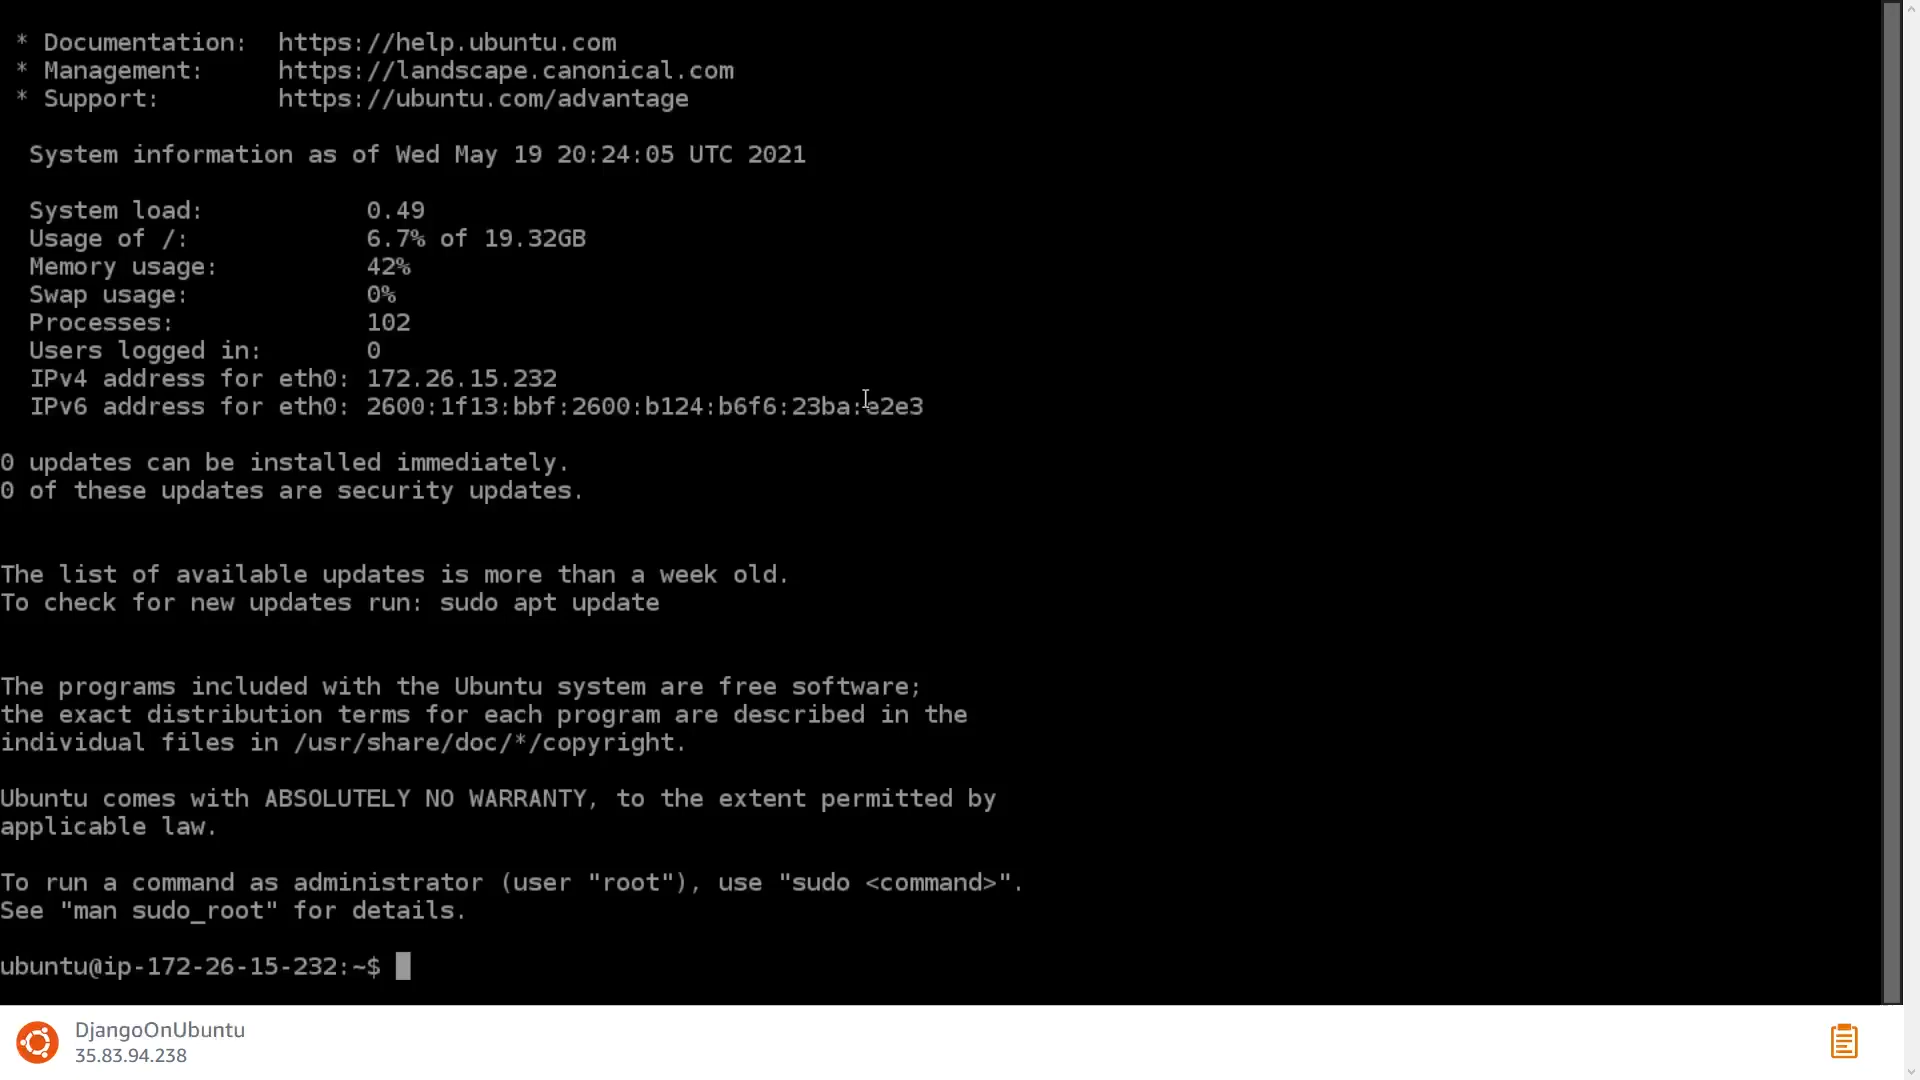 * Documentation:  https://help.ubuntu.com
* Management:     https://landscape.canonical.com
* Support:        https://ubuntu.com/advantage
System information as of Wed May 19 20:24:05 UTC 2021
System load:           0.49
Usage of /:            6.7% of 19.32GB
Memory usage:          42%
Swap usage:            0%
Processes:             102
Users logged in:       0
IPv4 address for eth0: 172.26.15.232
IPv6 address for eth0: 2600:1f13:bbf:2600:b124:b6f6:23ba:e2e3
0 updates can be installed immediately.
0 of these updates are security updates.
The list of available updates is more than a week old.
To check for new updates run: sudo apt update
The programs included with the Ubuntu system are free software;
the exact distribution terms for each program are described in the
individual files in /usr/share/doc/*/copyright.
Ubuntu comes with ABSOLUTELY NO WARRANTY, to the extent permitted by
applicable law.
To run a command as administrator (user "root"), use "sudo <command>".
See "man sudo_root" for details.
ubuntu@ip-172-26-15-232:~$
DjangoOnUbuntu
35.83.94.238